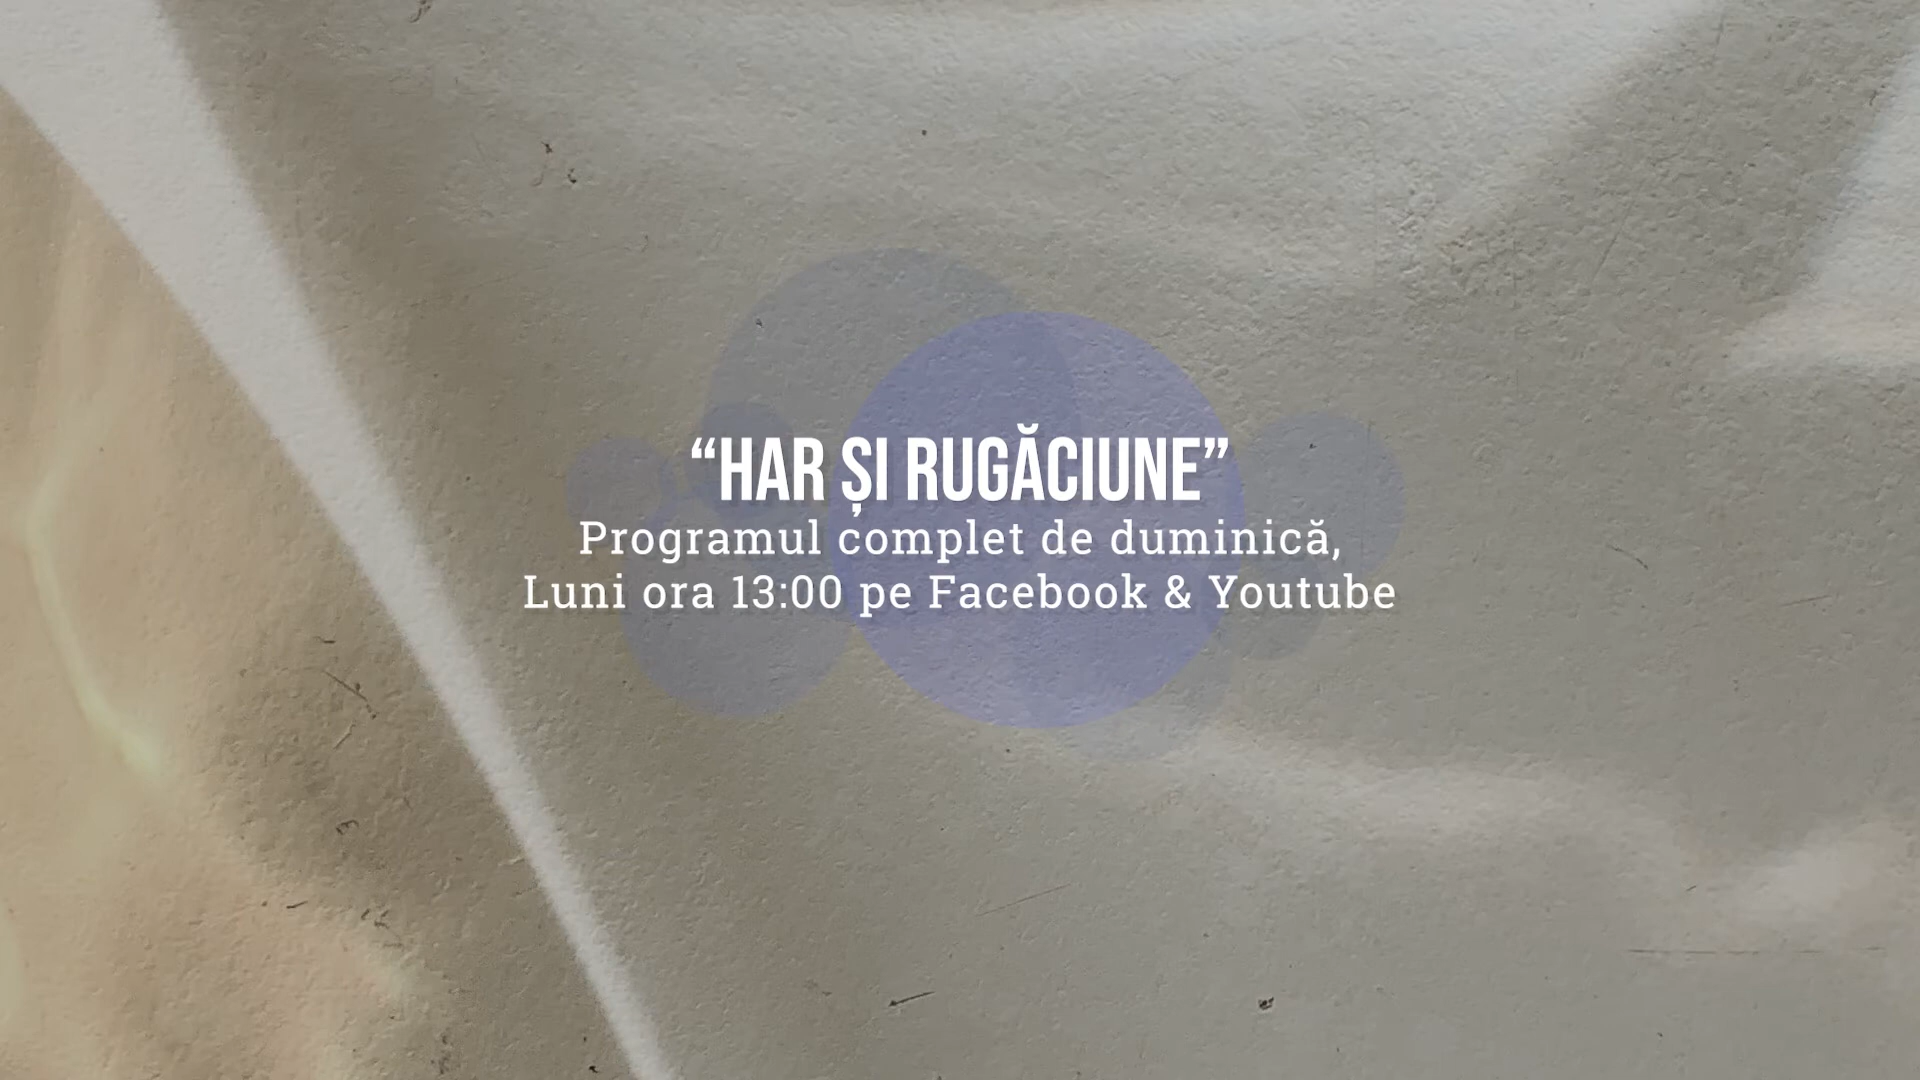 “HAR ȘI RUGĂCIUNE”
Programul complet de duminică,
Luni ora 13:00 pe Facebook & Youtube